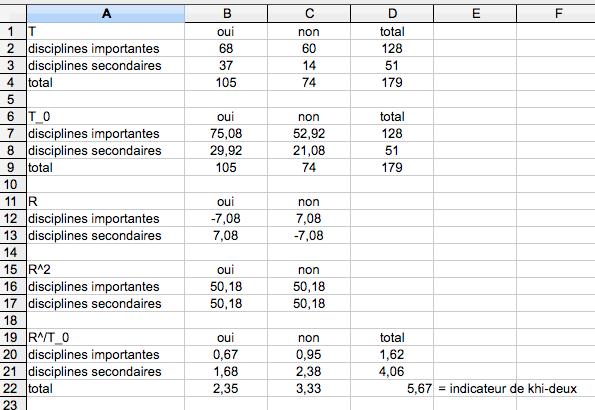 A B C D E F
1 T oui non total
2 disciplines importantes 68 60 128
3 disciplines secondaires 37 14 51
4 total 105 74 179
5
6 T_0 oui non total
7 disciplines importantes 75,08 52,92 128
8 disciplines secondaires 29,92 21,08 51
9 total 105 74 179
10
11 R oui non
12 disciplines importantes -7,08 7,08
13 disciplines secondaires 7,08 -7,08
14
15 R^2 oui non
16 disciplines importantes 50,18 50,18
17 disciplines secondaires 50,18 50,18
18
19 R^/T_0 oui non total
20 disciplines importantes 0,67 0,95 1,62
21 disciplines secondaires 1,68 2,38 4,06
22 total 2,35 3,33 5,67 = indicateur de khi-deux
23